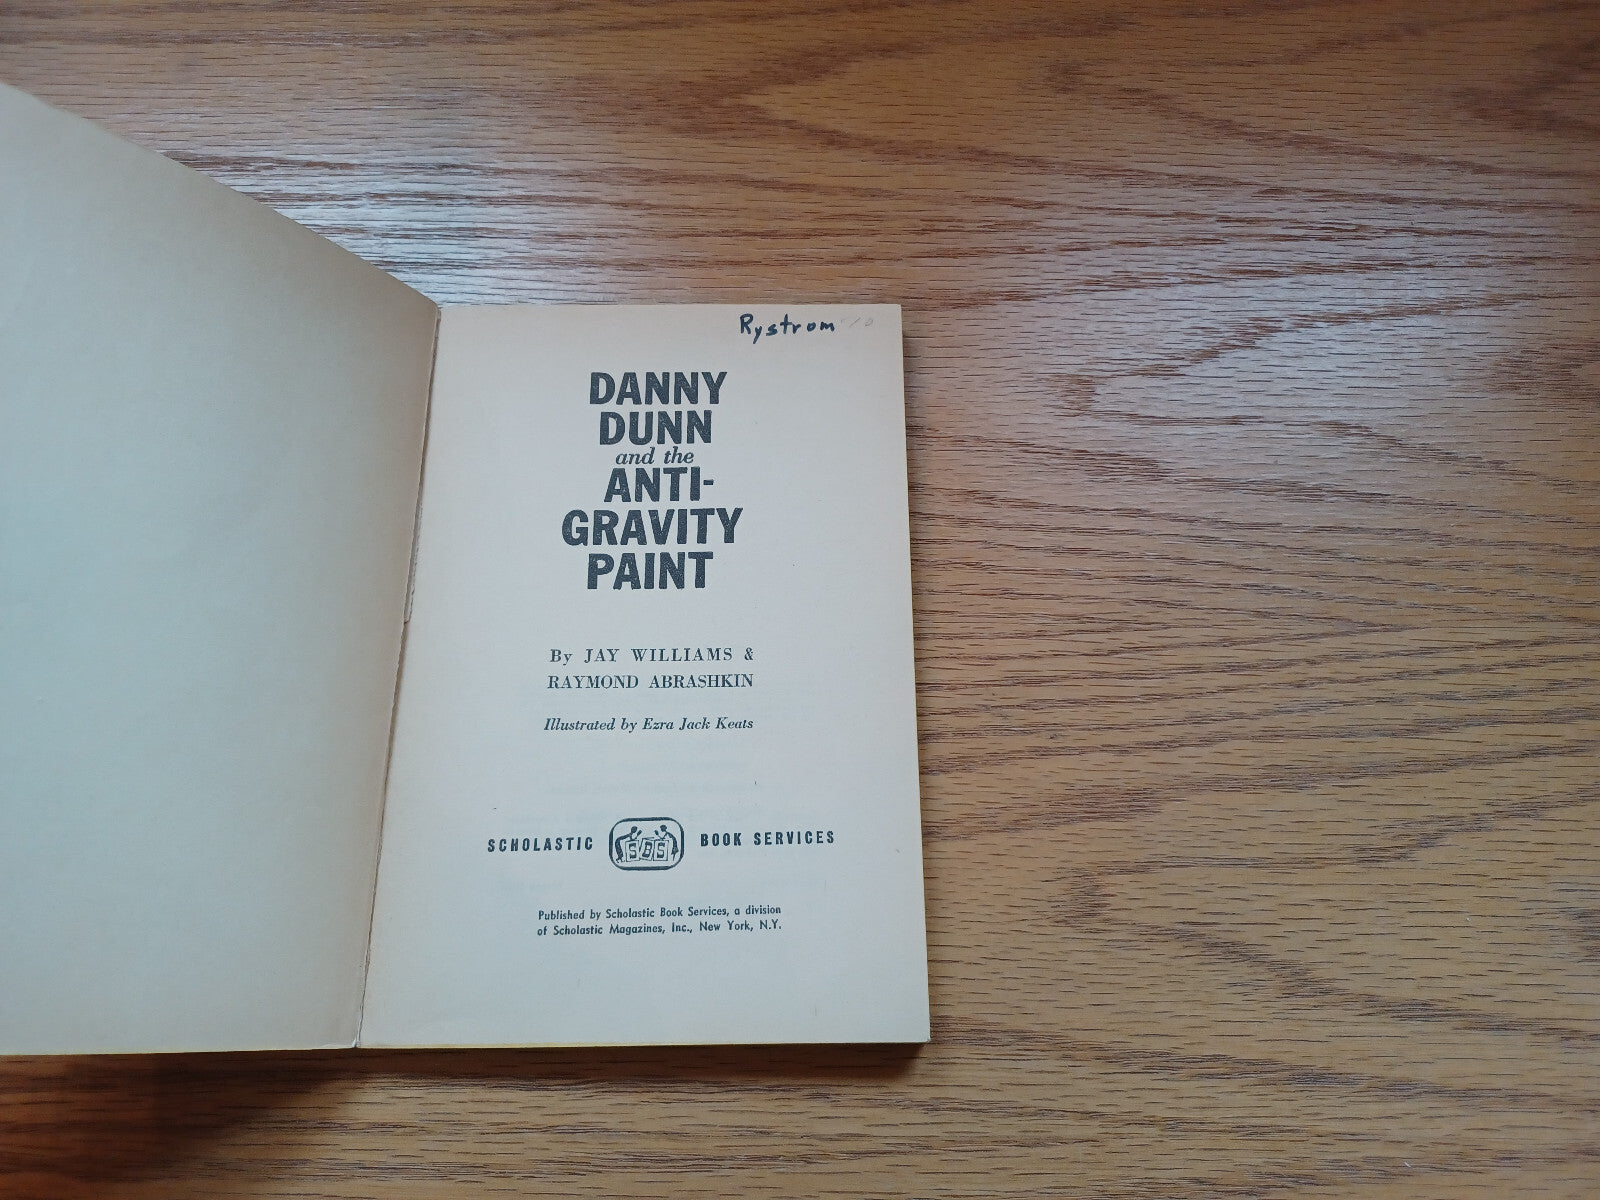 Rystrom
DANNY
DUNN
and the
ANTI-
GRAVITY
PAINT
By JAY WILLIAMS &
RAYMOND ABRASHKIN
Illustrated by Ezra Jack Keats
SCHOLASTIC SBS BOOK SERVICES
Published by Scholastic Book Services, a division
of Scholastic Magazines, Inc., New York, N.Y.